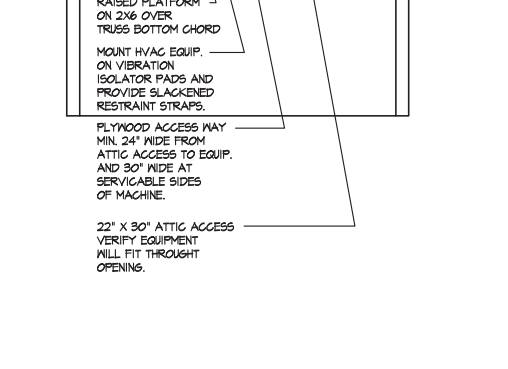 RAISED PLATFORM
ON 2X6 OVER
TRUSS BOTTOM CHORD
MOUNT HVAC EQUIP.
ON VIBRATION
ISOLATOR PADS AND
PROVIDE SLACKENED
RESTRAINT STRAPS.
PLYWOOD ACCESS WAY
MIN. 24" WIDE FROM
ATTIC ACCESS TO EQUIP.
AND 30" WIDE AT
SERVICABLE SIDES
OF MACHINE.
22" X 30" ATTIC ACCESS
VERIFY EQUIPMENT
WILL FIT THROUGHT
OPENING.